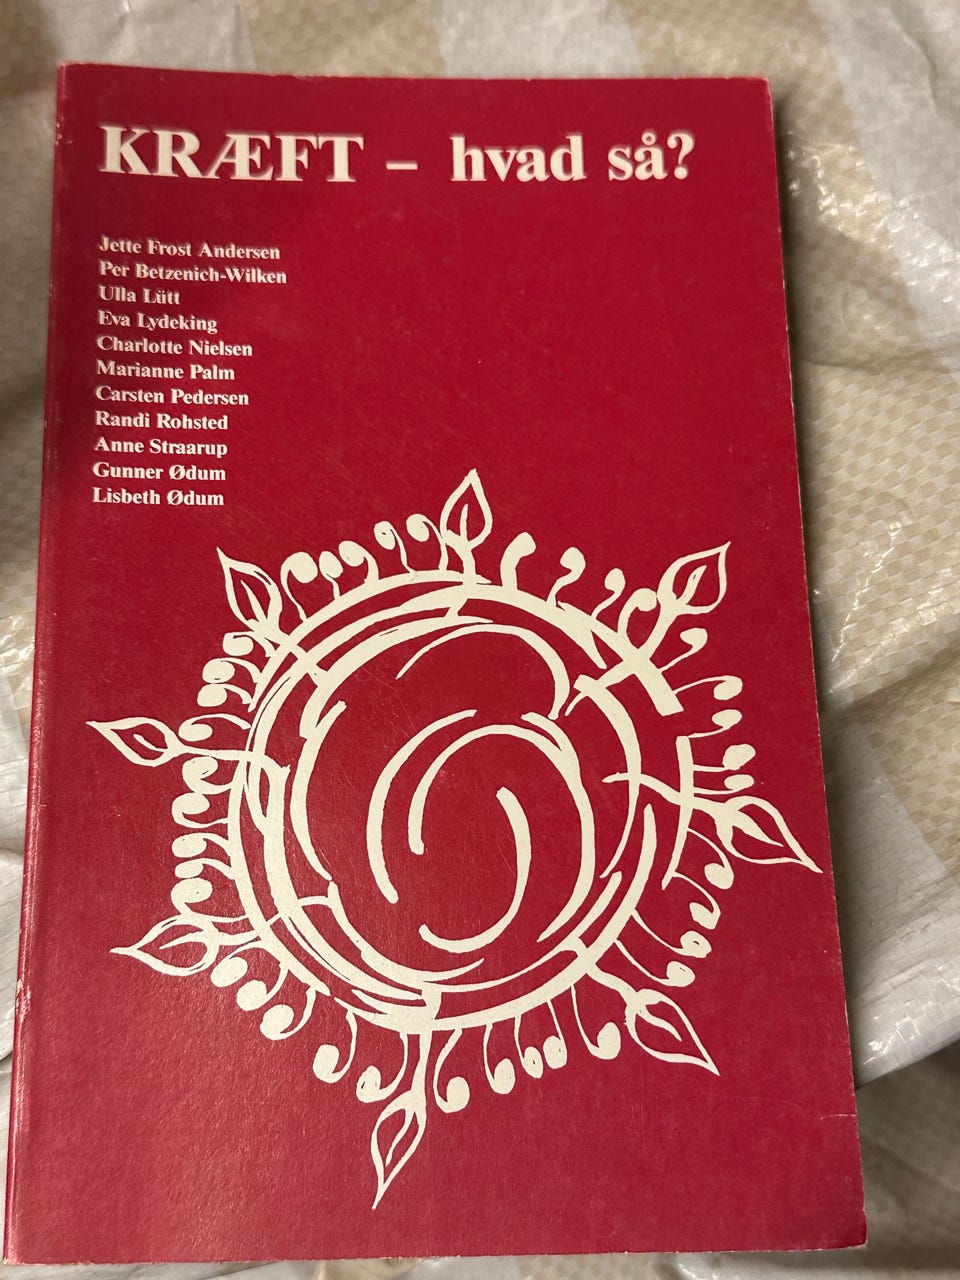 KRÆFT – hvad så?
Jette Frost Andersen
Per Betzenich-Wilken
Ulla Lütt
Eva Lydeking
Charlotte Nielsen
Marianne Palm
Carsten Pedersen
Randi Rohsted
Anne Straarup
Gunner Ødum
Lisbeth Ødum